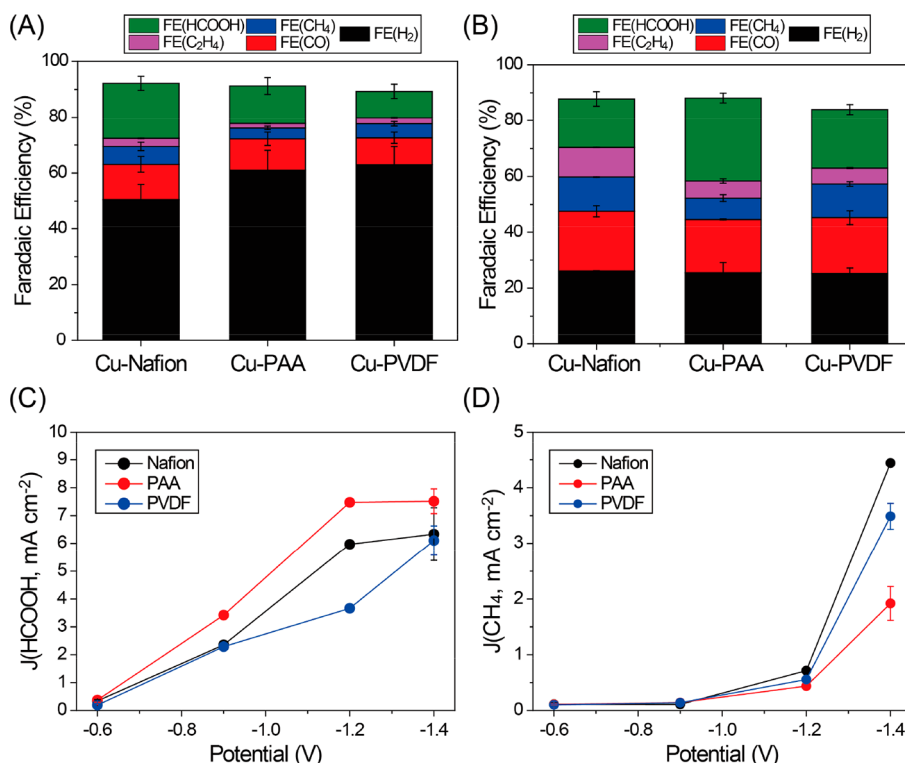 (A)
FE(HCOOH) FE(CH₄) FE(H₂)
FE(C₂H₄) FE(CO)
Faradaic Efficiency (%)
100
80
60
40
20
0
Cu-Nafion Cu-PAA Cu-PVDF
(B)
FE(HCOOH) FE(CH₄) FE(H₂)
FE(C₂H₄) FE(CO)
Faradaic Efficiency (%)
100
80
60
40
20
0
Cu-Nafion Cu-PAA Cu-PVDF
(C)
Nafion
PAA
PVDF
J(HCOOH, mA cm⁻²)
10
9
8
7
6
5
4
3
2
1
0
-0.6 -0.8 -1.0 -1.2 -1.4
Potential (V)
(D)
Nafion
PAA
PVDF
J(CH₄, mA cm⁻²)
5
4
3
2
1
0
-0.6 -0.8 -1.0 -1.2 -1.4
Potential (V)